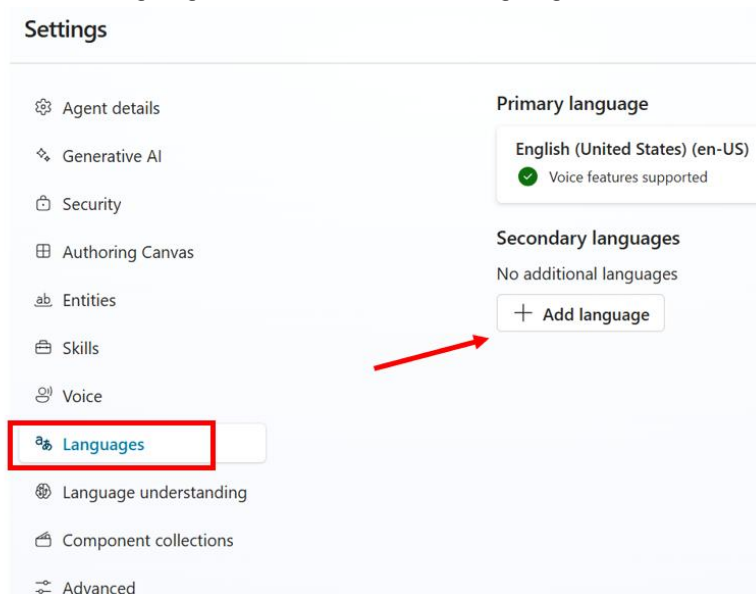 Settings
Agent details
Generative AI
Security
Authoring Canvas
Entities
Skills
Voice
Languages
Language understanding
Component collections
Advanced
Primary language
English (United States) (en-US)
Voice features supported
Secondary languages
No additional languages
+ Add language